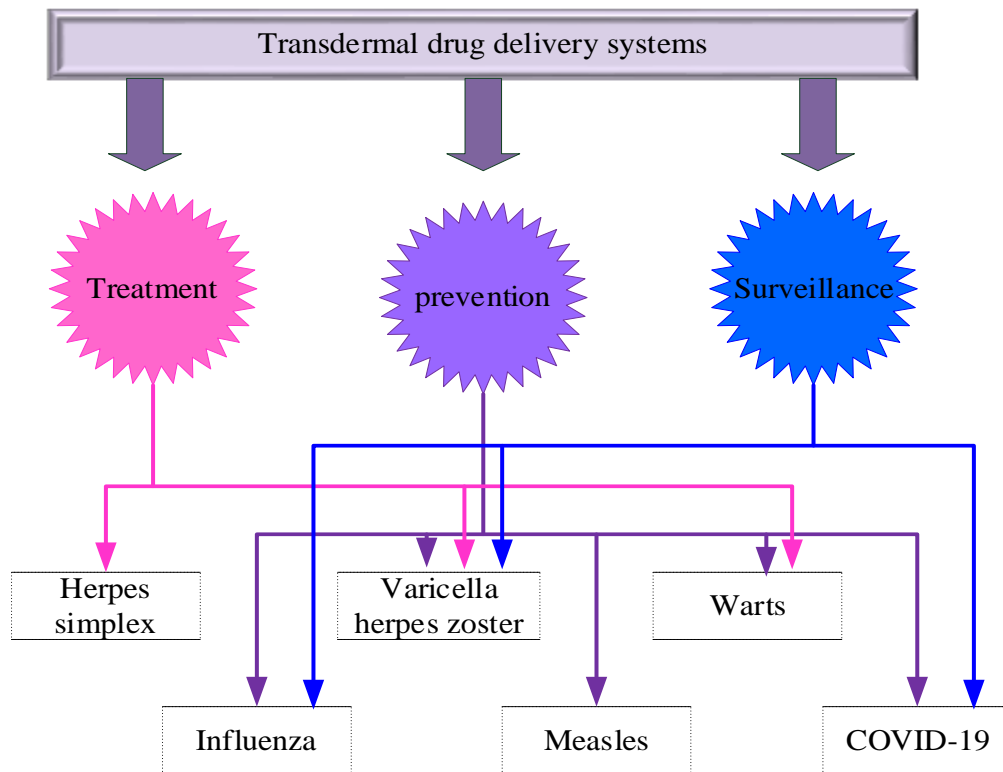 Transdermal drug delivery systems
Treatment
prevention
Surveillance
Herpes
simplex
Varicella
herpes zoster
Warts
Influenza
Measles
COVID-19